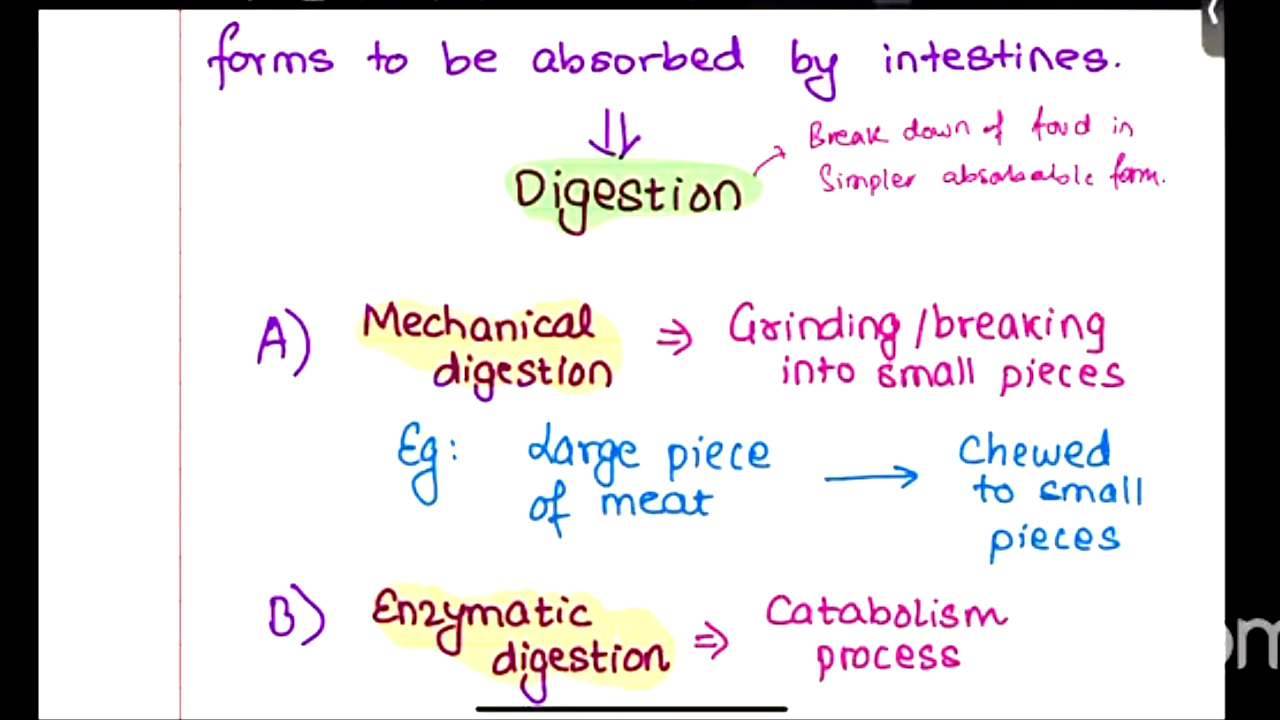 forms to be absorbed by intestines.
⇓
Digestion
Break down of food in
Simpler absorbable form.
A) Mechanical digestion ⇒ Grinding/breaking into small pieces
Eg: Large piece of meat → Chewed to small pieces
B) Enzymatic digestion ⇒ Catabolism process
om